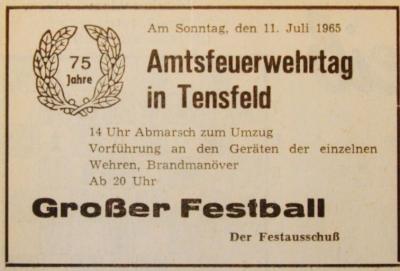 Am Sonntag, den 11. Juli 1965
75
Jahre
Amtsfeuerwehrtag
in Tensfeld
14 Uhr Abmarsch zum Umzug
Vorführung an den Geräten der einzelnen
Wehren, Brandmanöver
Ab 20 Uhr
Großer Festball
Der Festausschuß